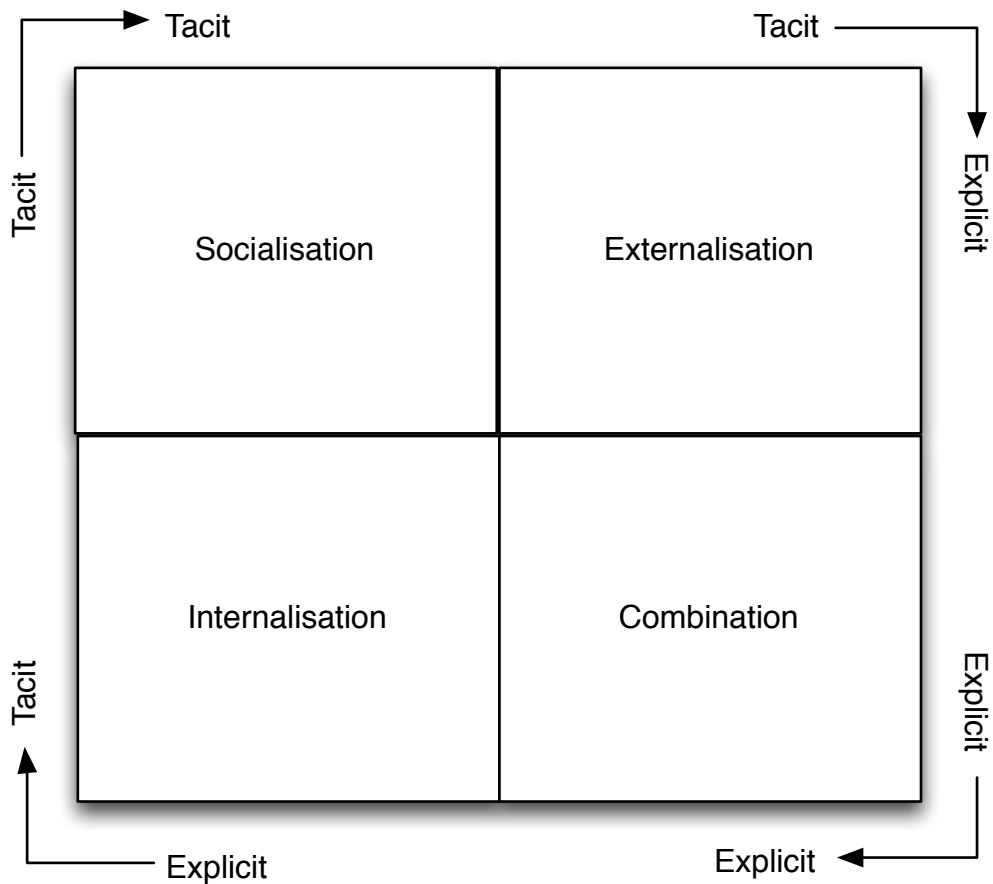 Tacit
Tacit
Tacit
Explicit
Socialisation
Externalisation
Internalisation
Combination
Tacit
Explicit
Explicit
Explicit